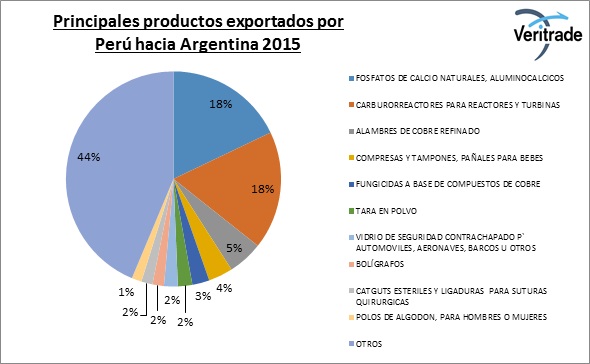 Principales productos exportados por
Perú hacia Argentina 2015
Veritrade
18%
18%
5%
4%
3%
2%
2%
2%
2%
1%
44%
FOSFATOS DE CALCIO NATURALES, ALUMINOCALCICOS
CARBURORREACTORES PARA REACTORES Y TURBINAS
ALAMBRES DE COBRE REFINADO
COMPRESAS Y TAMPONES, PAÑALES PARA BEBES
FUNGICIDAS A BASE DE COMPUESTOS DE COBRE
TARA EN POLVO
VIDRIO DE SEGURIDAD CONTRACHAPADO P`
AUTOMOVILES, AERONAVES, BARCOS U OTROS
BOLÍGRAFOS
CATGUTS ESTERILES Y LIGADURAS PARA SUTURAS
QUIRURGICAS
POLOS DE ALGODON, PARA HOMBRES O MUJERES
OTROS